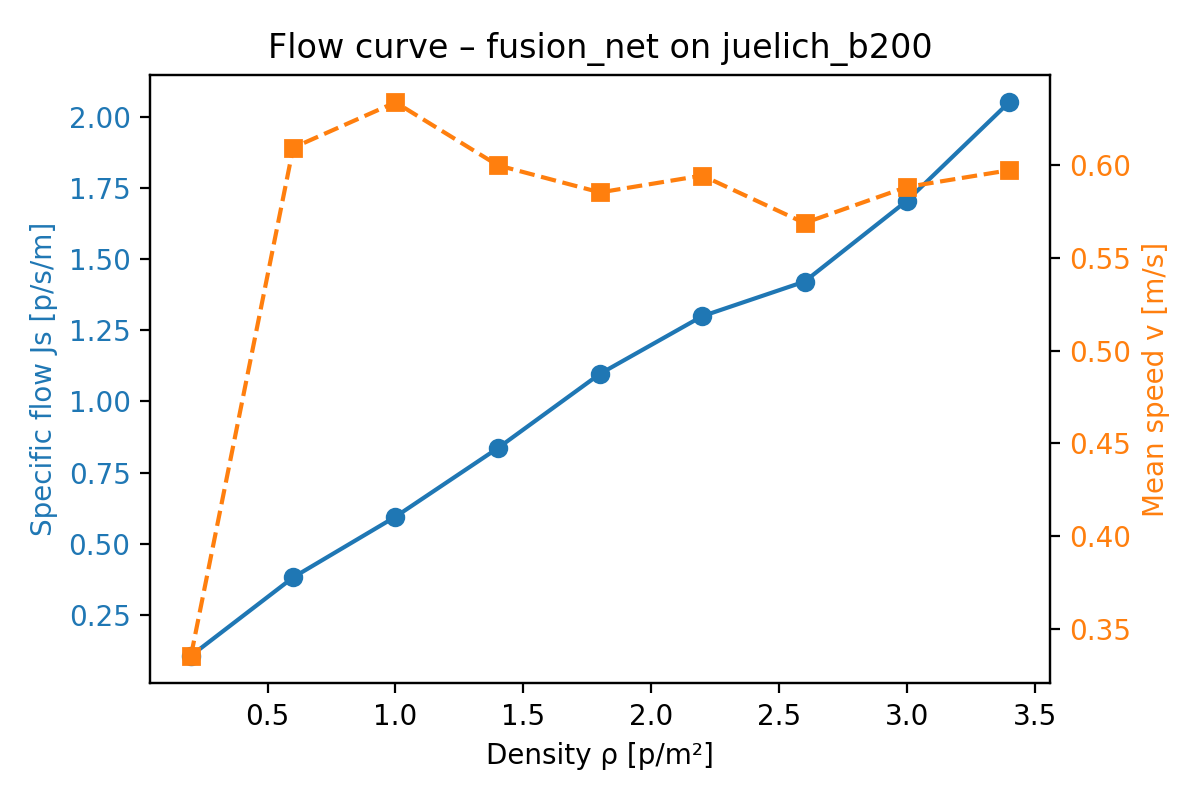 Flow curve – fusion_net on juelich_b200
2.00
1.75
1.50
1.25
1.00
0.75
0.50
0.25
Specific flow Js [p/s/m]
0.60
0.55
0.50
0.45
0.40
0.35
Mean speed v [m/s]
0.5 1.0 1.5 2.0 2.5 3.0 3.5
Density ρ [p/m²]